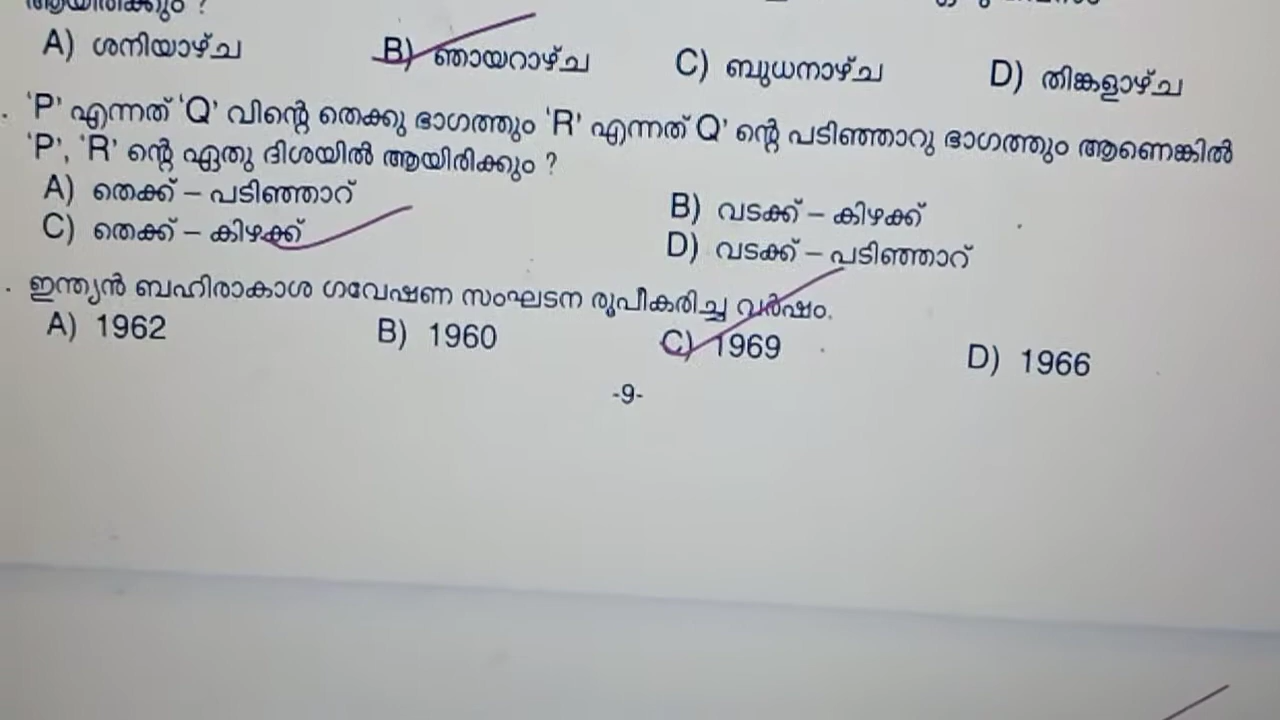 ആയിരിക്കും ?
A) ശനിയാഴ്ച B) ഞായറാഴ്ച C) ബുധനാഴ്ച D) തിങ്കളാഴ്ച
. 'P' എന്നത് 'Q' വിന്റെ തെക്കു ഭാഗത്തും 'R' എന്നത് Q' ന്റെ പടിഞ്ഞാറു ഭാഗത്തും ആണെങ്കിൽ
'P', 'R' ന്റെ ഏതു ദിശയിൽ ആയിരിക്കും ?
A) തെക്ക് – പടിഞ്ഞാറ് B) വടക്ക് – കിഴക്ക്
C) തെക്ക് – കിഴക്ക് D) വടക്ക് – പടിഞ്ഞാറ്
. ഇന്ത്യൻ ബഹിരാകാശ ഗവേഷണ സംഘടന രൂപീകരിച്ച വർഷം.
A) 1962 B) 1960 C) 1969 D) 1966
-9-